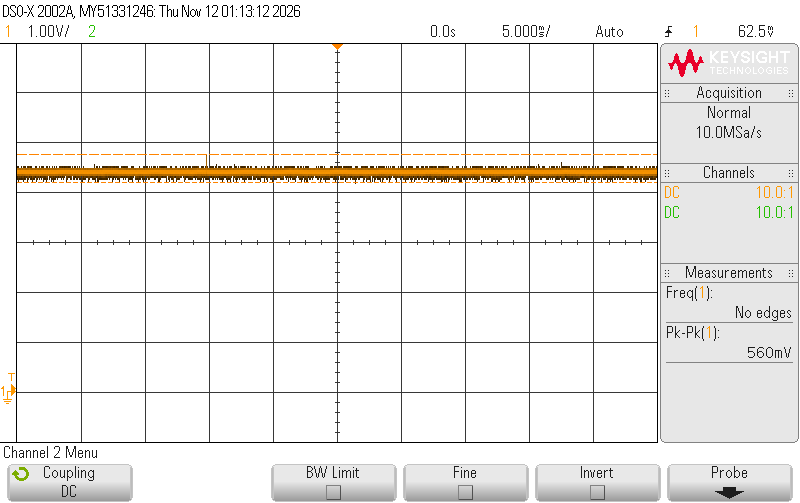 DSO-X 2002A, MY51331246: Thu Nov 12 01:13:12 2026
1 1.00V/ 2 0.0s 5.000s/ Auto 1 62.5V
KEYSIGHT
TECHNOLOGIES
Acquisition
Normal
10.0MSa/s
Channels
DC 10.0:1
DC 10.0:1
Measurements
Freq(1):
No edges
Pk-Pk(1):
560mV
T
1
Channel 2 Menu
Coupling
DC
BW Limit
Fine
Invert
Probe